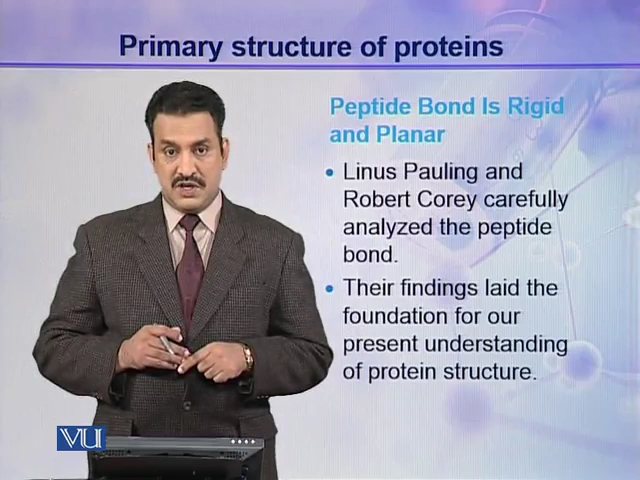 Primary structure of proteins
Peptide Bond Is Rigid
and Planar
• Linus Pauling and
Robert Corey carefully
analyzed the peptide
bond.
• Their findings laid the
foundation for our
present understanding
of protein structure.
VU